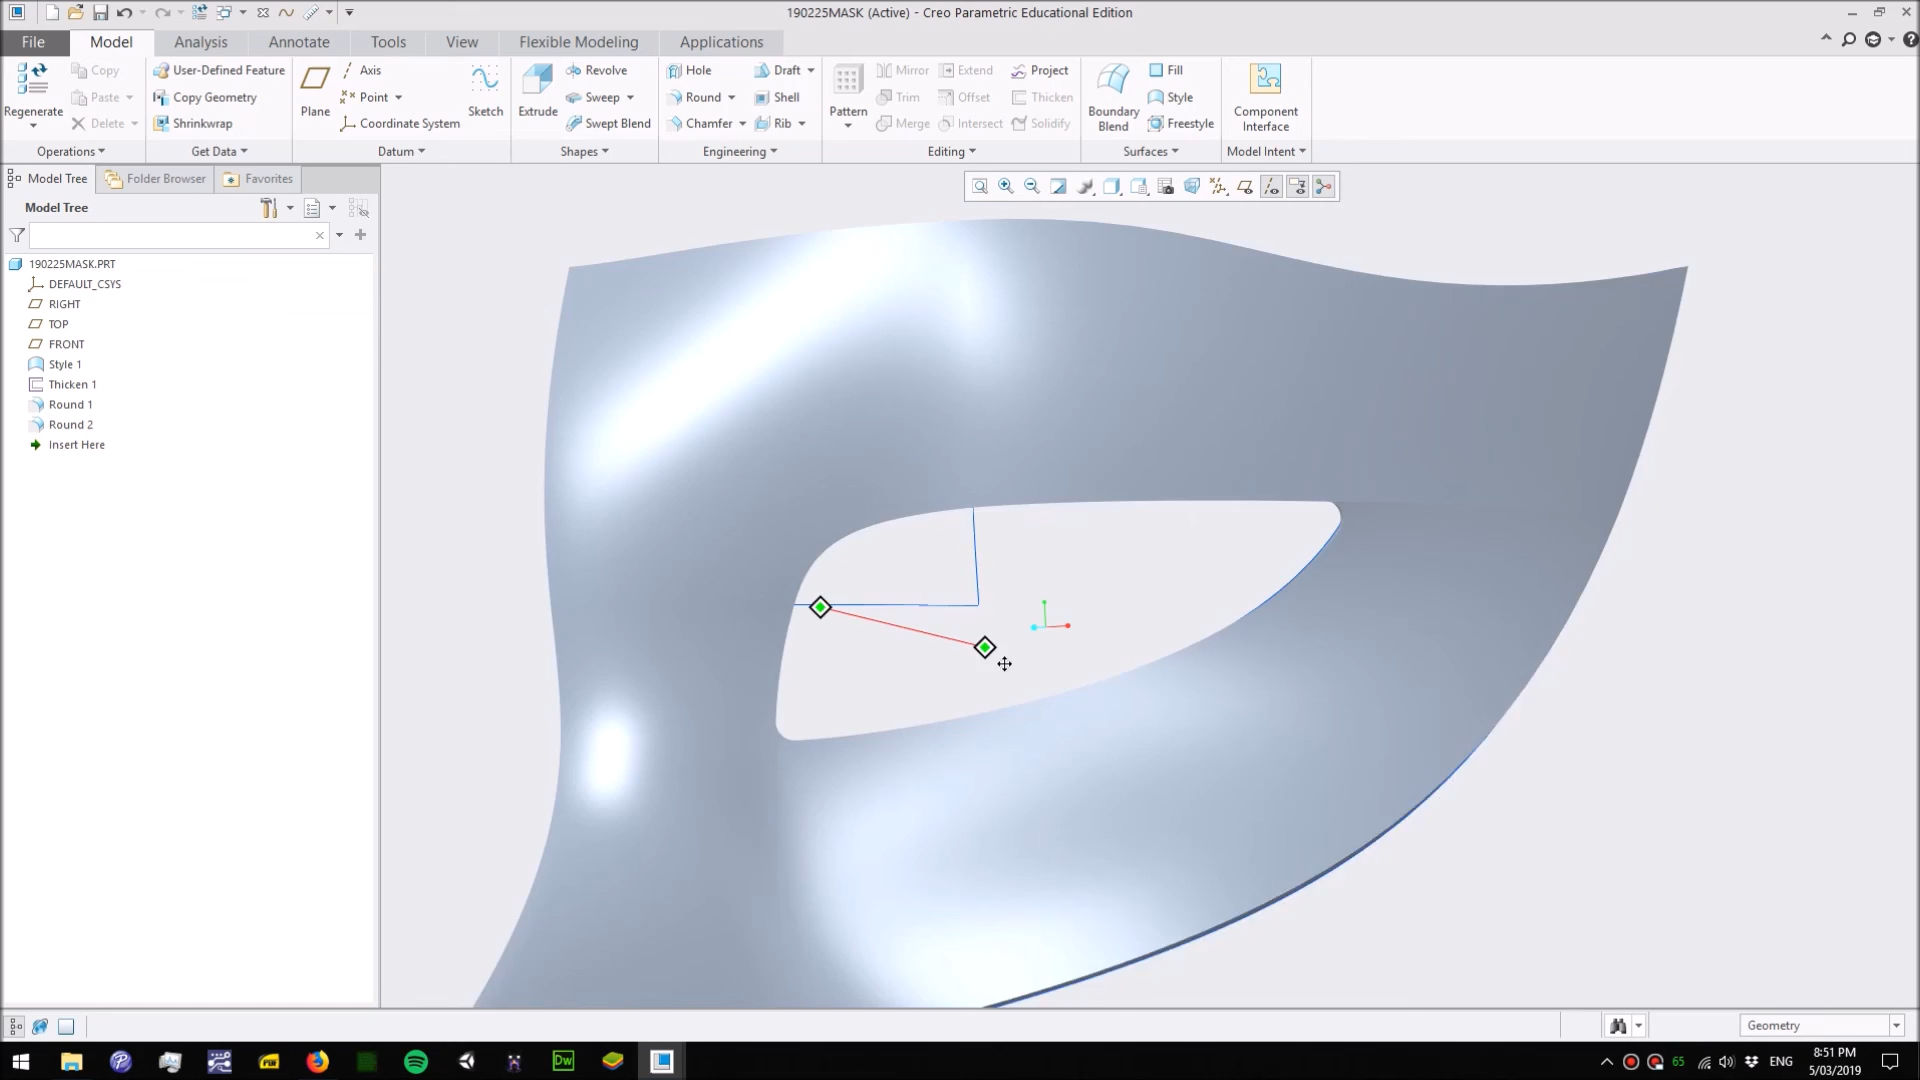 190225MASK (Active) - Creo Parametric Educational Edition
File Model Analysis Annotate Tools View Flexible Modeling Applications
Regenerate
Copy
Paste
Delete
Operations
User-Defined Feature
Copy Geometry
Shrinkwrap
Get Data
Plane
Axis
Point
Coordinate System
Sketch
Datum
Extrude
Revolve
Sweep
Swept Blend
Shapes
Hole
Round
Chamfer
Draft
Shell
Rib
Engineering
Pattern
Mirror
Trim
Merge
Extend
Offset
Intersect
Project
Thicken
Solidify
Editing
Boundary
Blend
Fill
Style
Freestyle
Surfaces
Component
Interface
Model Intent
Model Tree Folder Browser Favorites
Model Tree
190225MASK.PRT
DEFAULT_CSYS
RIGHT
TOP
FRONT
Style 1
Thicken 1
Round 1
Round 2
Insert Here
Geometry
Dw
65
ENG
8:51 PM
5/03/2019